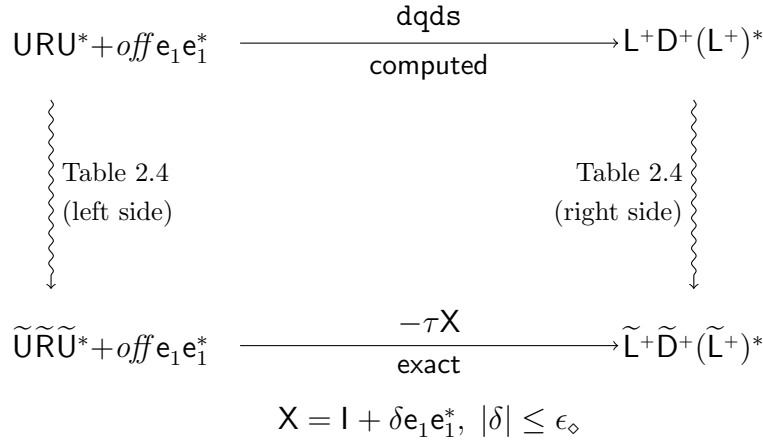 URU*+off e₁e₁* dqds L⁺D⁺(L⁺)*
computed
Table 2.4 Table 2.4
(left side) (right side)
ŨR̃Ũ*+off e₁e₁* −τX L̃⁺D̃⁺(L̃⁺)*
exact
X = I + δe₁e₁*, |δ| ≤ ϵ⋄